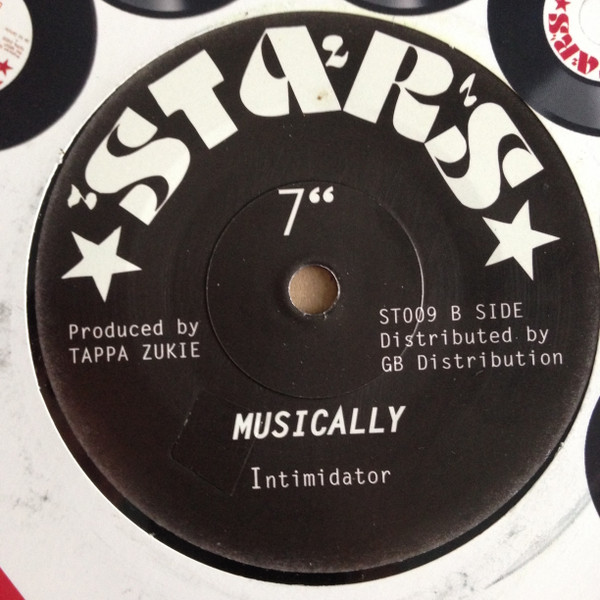 STARS
7“
Produced by
TAPPA ZUKIE
ST009 B SIDE
Distributed by
GB Distribution
MUSICALLY
Intimidator